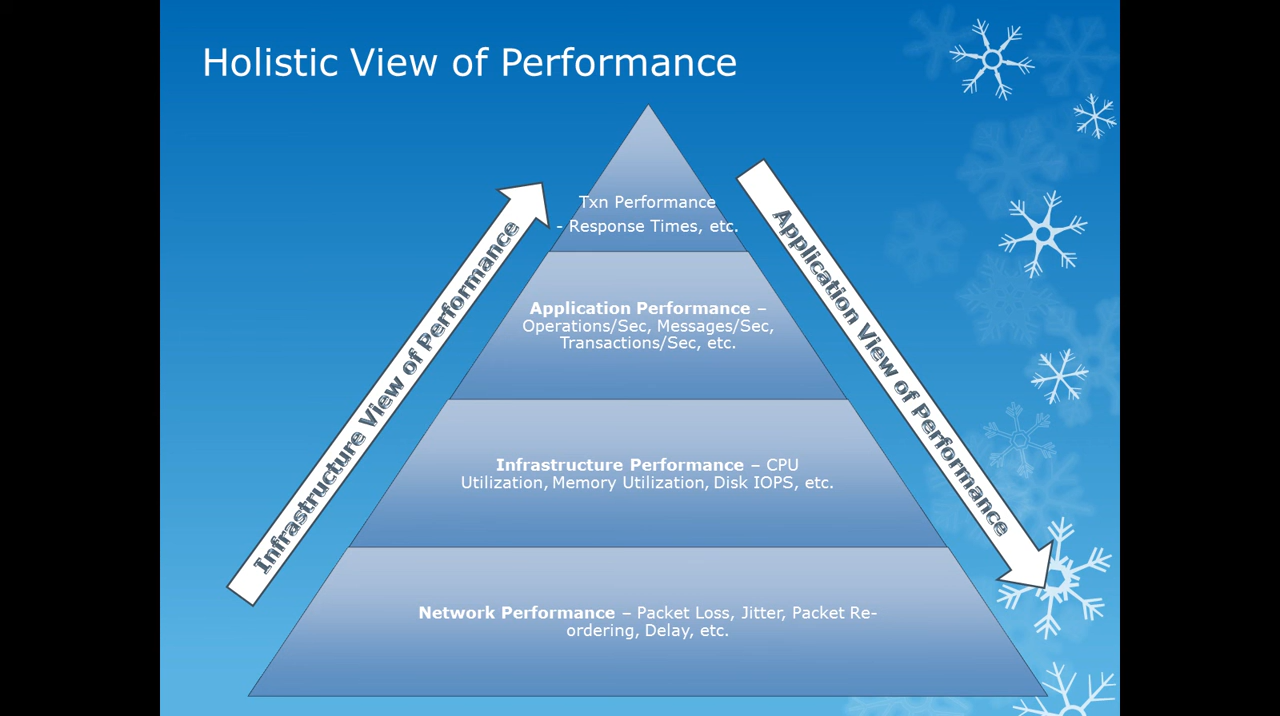 Holistic View of Performance
Txn Performance
- Response Times, etc.
Infrastructure View of Performance
Application View of Performance
Application Performance –
Operations/Sec, Messages/Sec,
Transactions/Sec, etc.
Infrastructure Performance – CPU
Utilization, Memory Utilization, Disk IOPS, etc.
Network Performance – Packet Loss, Jitter, Packet Re-
ordering, Delay, etc.